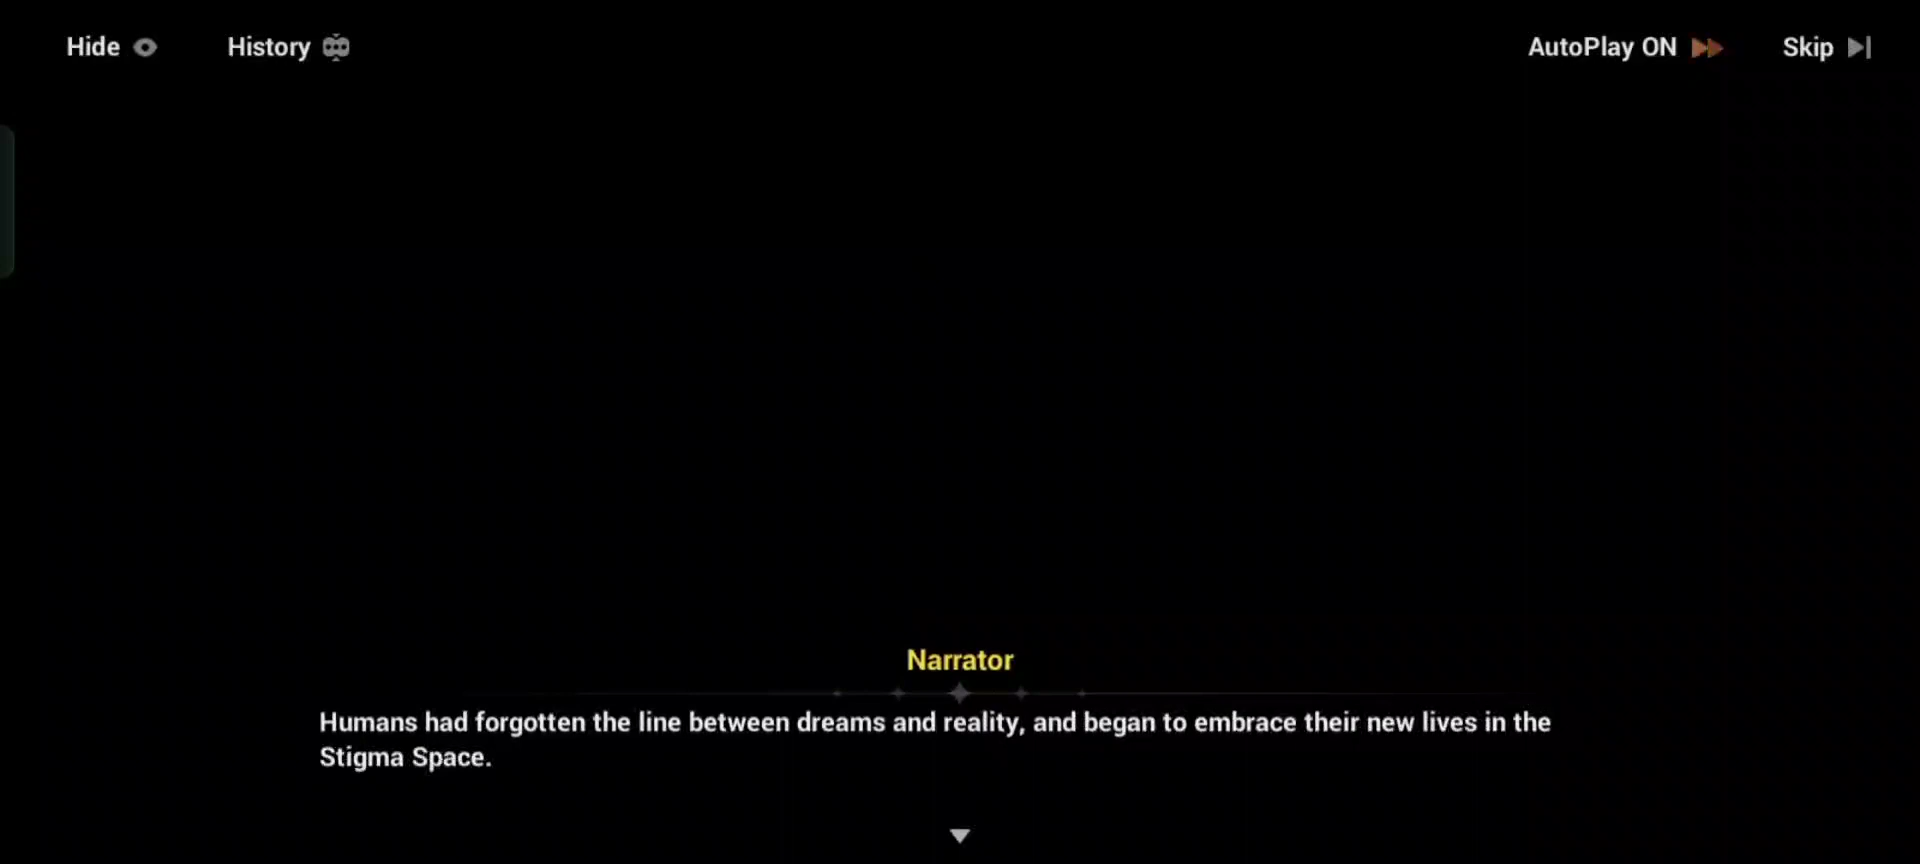 Hide
History
AutoPlay ON
Skip
Narrator
Humans had forgotten the line between dreams and reality, and began to embrace their new lives in the
Stigma Space.